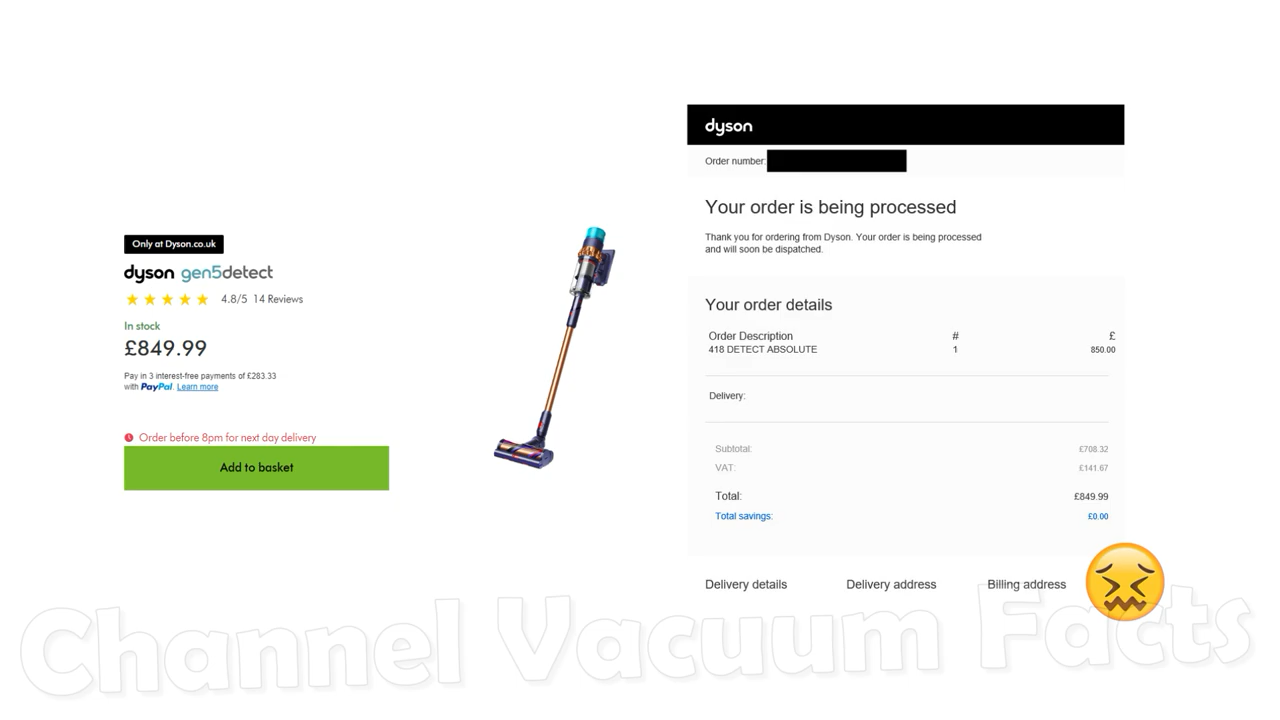 Only at Dyson.co.uk
dyson gen5detect
4.8/5 14 Reviews
In stock
£849.99
Pay in 3 interest-free payments of £283.33
with PayPal. Learn more
Order before 8pm for next day delivery
Add to basket
dyson
Order number:
Your order is being processed
Thank you for ordering from Dyson. Your order is being processed
and will soon be dispatched.
Your order details
Order Description # £
418 DETECT ABSOLUTE 1 850.00
Delivery:
Subtotal: £708.32
VAT: £141.67
Total: £849.99
Total savings: £0.00
Delivery details Delivery address Billing address
Channel Vacuum Facts